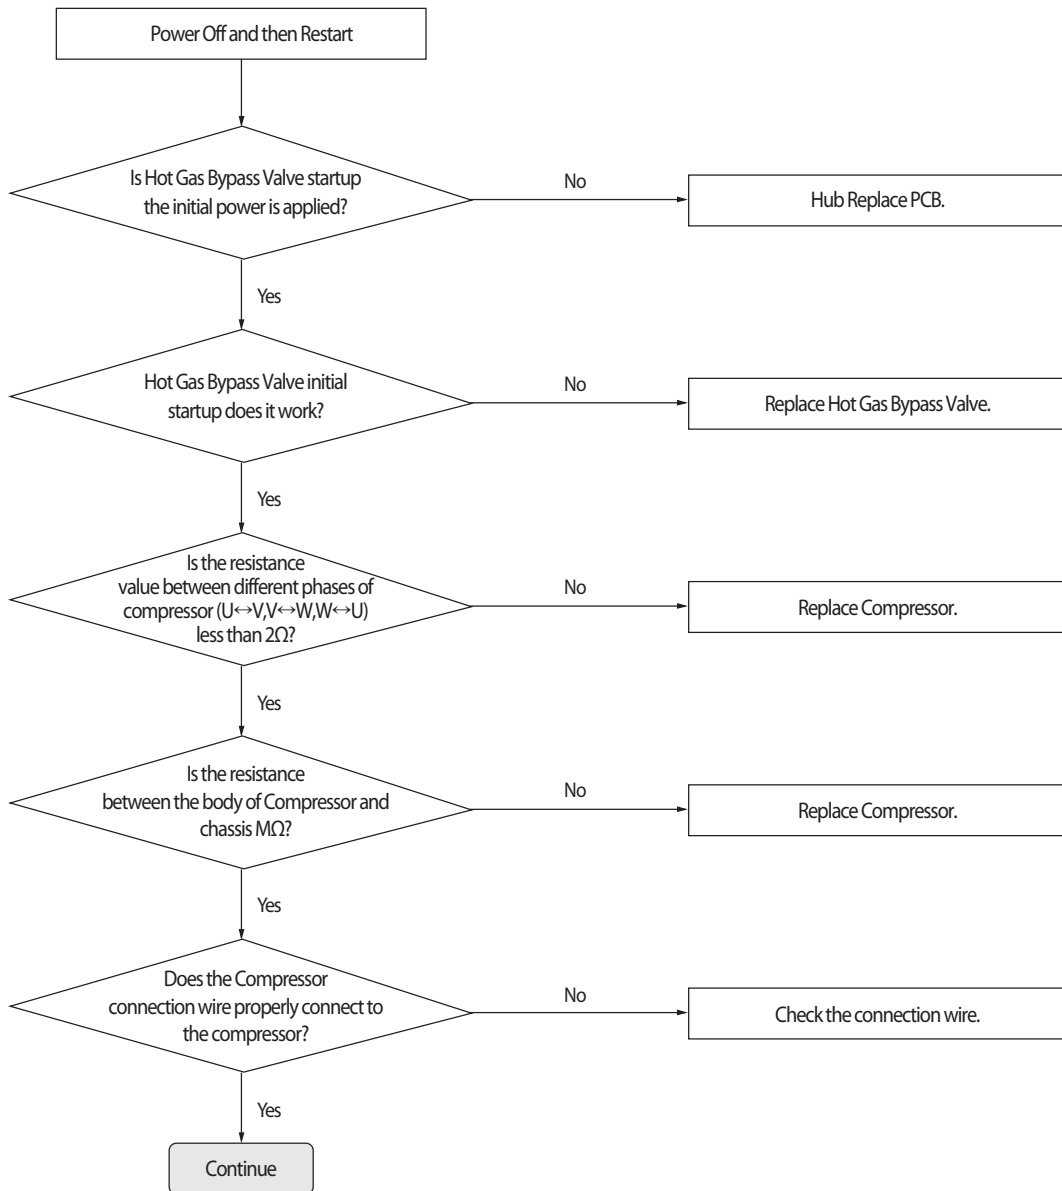 Power Off and then Restart
Is Hot Gas Bypass Valve startup
the initial power is applied?
No
Hub Replace PCB.
Yes
Hot Gas Bypass Valve initial
startup does it work?
No
Replace Hot Gas Bypass Valve.
Yes
Is the resistance
value between different phases of
compressor (U↔V,V↔W,W↔U)
less than 2Ω?
No
Replace Compressor.
Yes
Is the resistance
between the body of Compressor and
chassis MΩ?
No
Replace Compressor.
Yes
Does the Compressor
connection wire properly connect to
the compressor?
No
Check the connection wire.
Yes
Continue